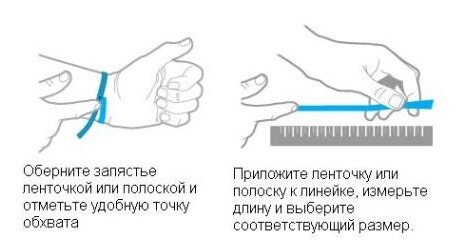 Оберните запястье
ленточкой или полоской и
отметьте удобную точку
обхвата
Приложите ленточку или
полоску к линейке, измерьте
длину и выберите
соответствующий размер.